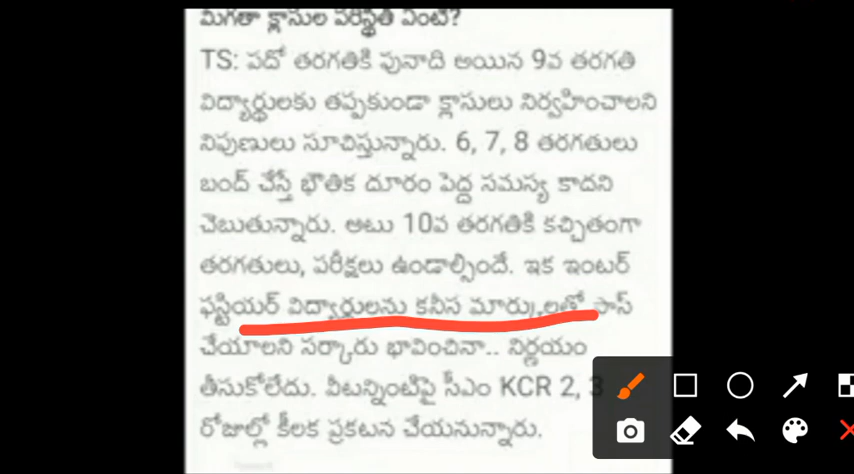 మిగతా క్లాసుల పరిస్థితి ఏంటి?
TS: పదో తరగతికి పునాది అయిన 9వ తరగతి
విద్యార్థులకు తప్పకుండా క్లాసులు నిర్వహించాలని
నిపుణులు సూచిస్తున్నారు. 6, 7, 8 తరగతులు
బంద్ చేస్తే భౌతిక దూరం పెద్ద సమస్య కాదని
చెబుతున్నారు. అటు 10వ తరగతికి కచ్చితంగా
తరగతులు, పరీక్షలు ఉండాల్సిందే. ఇక ఇంటర్
ఫస్టియర్ విద్యార్థులను కనీస మార్కులతో పాస్
చేయాలని సర్కారు భావించినా.. నిర్ణయం
తీసుకోలేదు. వీటన్నింటిపై సీఎం KCR 2, 3
రోజుల్లో కీలక ప్రకటన చేయనున్నారు.